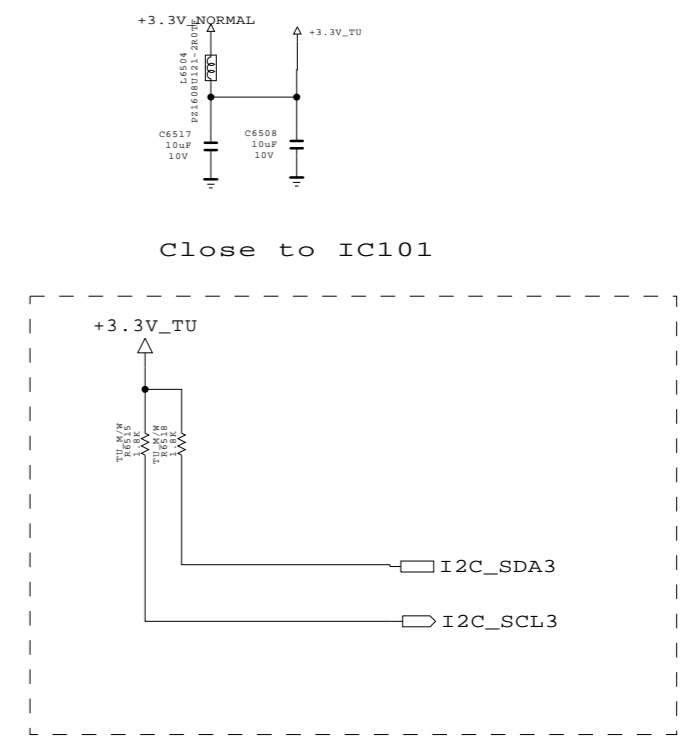 +3.3V_NORMAL
+3.3V_TU
L6504
PZ1608U121-2R0TF
C6517
10uF
10V
C6508
10uF
10V
Close to IC101
+3.3V_TU
TU_M/W
R6515
1.8K
TU_M/W
R6518
1.8K
I2C_SDA3
I2C_SCL3